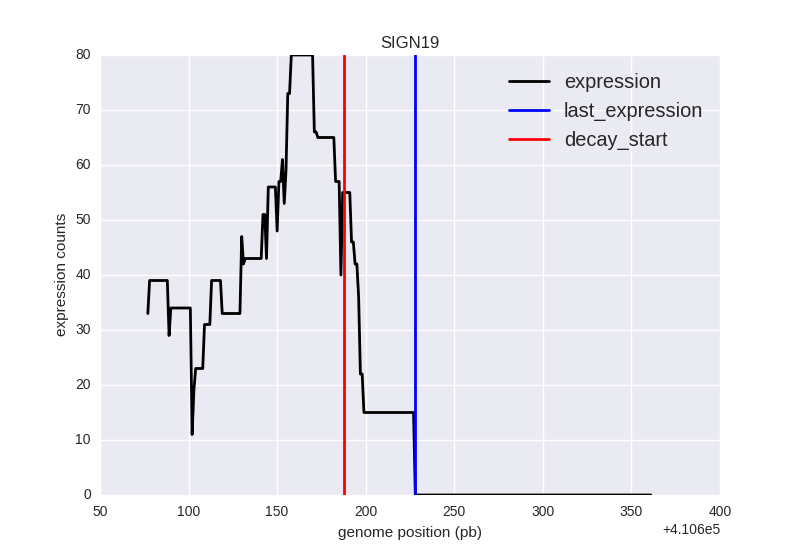 SIGN19
80
70
60
50
40
30
20
10
0
expression counts
expression
last_expression
decay_start
50 100 150 200 250 300 350 400
+4.106e5
genome position (pb)